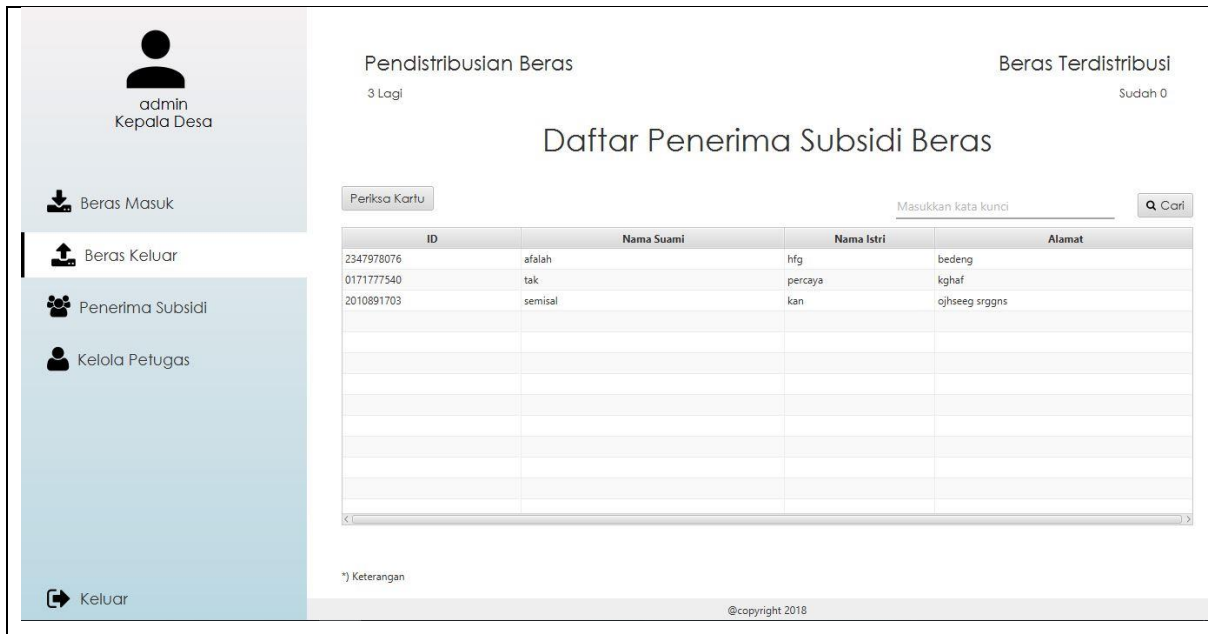 admin
Kepala Desa
Beras Masuk
Beras Keluar
Penerima Subsidi
Kelola Petugas
Keluar
Pendistribusian Beras
3 Lagi
Beras Terdistribusi
Sudah 0
Daftar Penerima Subsidi Beras
Periksa Kartu
Masukkan kata kunci
Cari
ID Nama Suami Nama Istri Alamat
2347978076 afalah hfg bedeng
0171777540 tak percaya kghaf
2010891703 semisal kan ojhseeg srggns
*) Keterangan
@copyright 2018